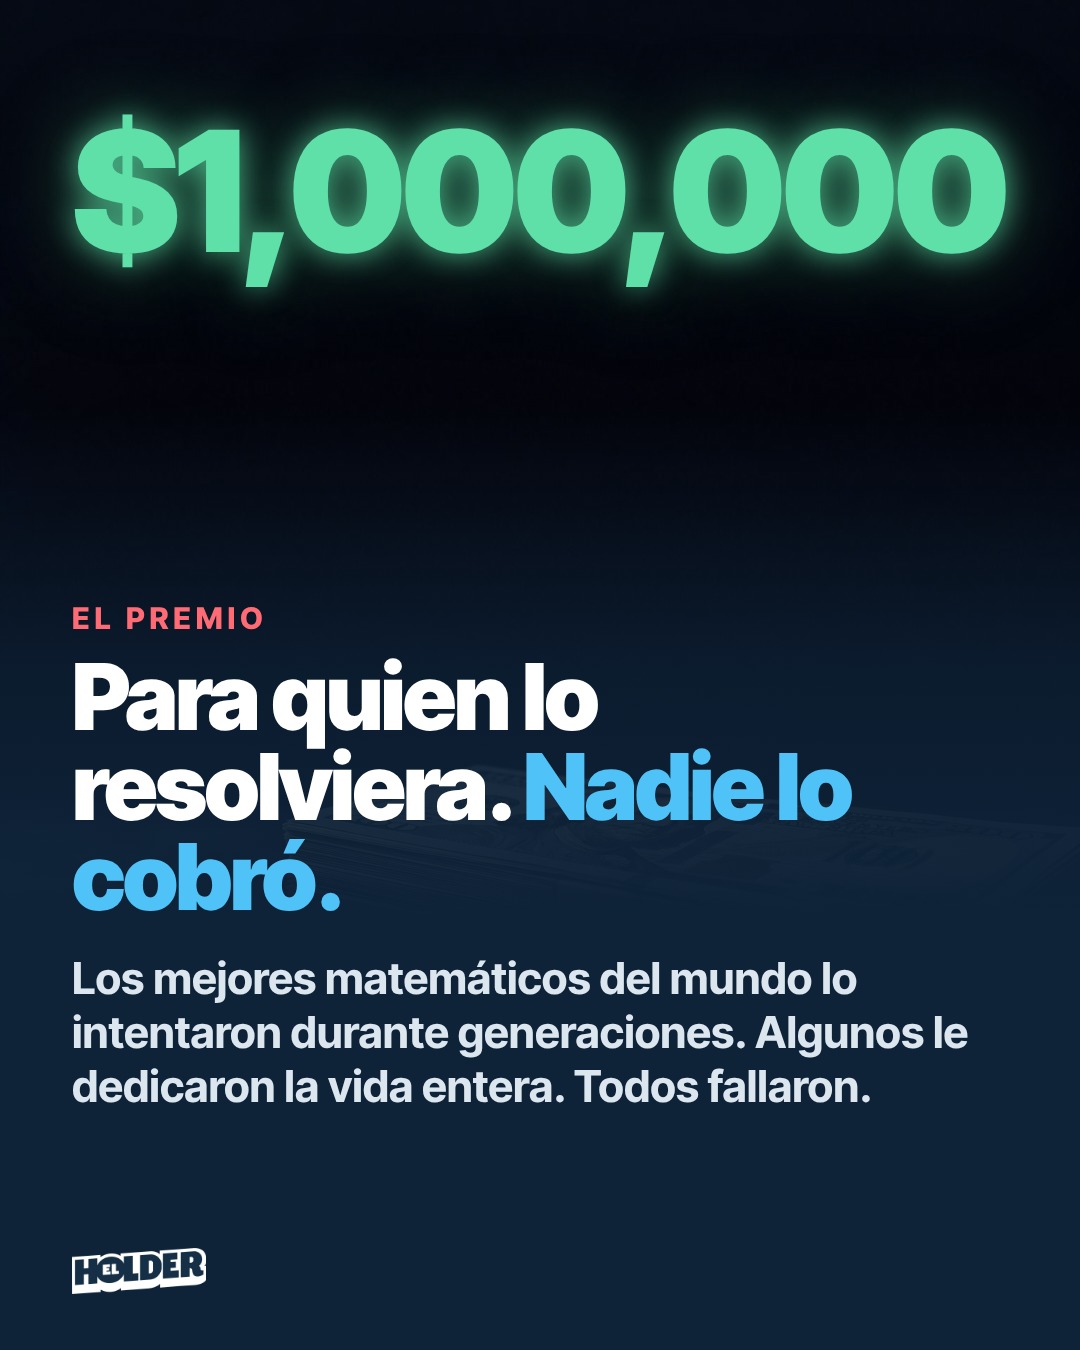 $1,000,000
EL PREMIO
Para quien lo
resolviera. Nadie lo
cobró.
Los mejores matemáticos del mundo lo
intentaron durante generaciones. Algunos le
dedicaron la vida entera. Todos fallaron.
HOLDER
EL